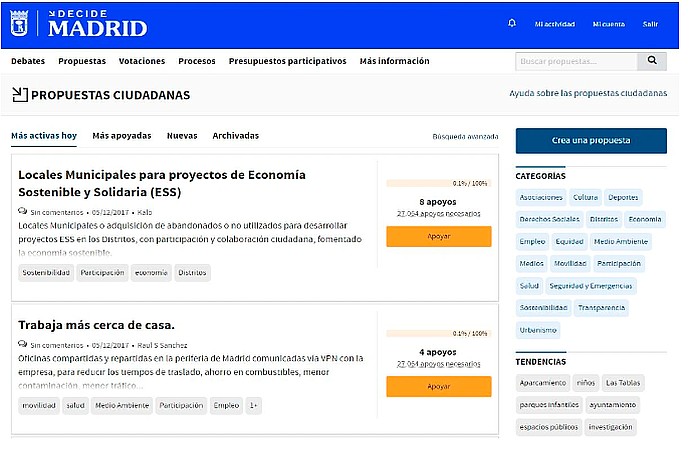 DECIDE
MADRID
Mi actividad Mi cuenta Salir
Debates Propuestas Votaciones Procesos Presupuestos participativos Más información
Buscar propuestas...
PROPUESTAS CIUDADANAS
Ayuda sobre las propuestas ciudadanas
Más activas hoy Más apoyadas Nuevas Archivadas
Búsqueda avanzada
Locales Municipales para proyectos de Economía
Sostenible y Solidaria (ESS)
Sin comentarios • 05/12/2017 • Kalo
Locales Municipales o adquisición de abandonados o no utilizados para desarrollar
proyectos ESS en los Distritos, con participación y colaboración ciudadana, fomentado
la economía sostenible.
Sostenibilidad Participación economía Distritos
0.1% / 100%
8 apoyos
27.064 apoyos necesarios
Apoyar
Trabaja más cerca de casa.
Sin comentarios • 05/12/2017 • Raul S Sanchez
Oficinas compartidas y repartidas en la periferia de Madrid comunicadas via VPN con la
empresa, para reducir los tiempos de traslado, ahorro en combustibles, menor
contaminación, menor tráfico...
movilidad salud Medio Ambiente Participación Empleo 1+
0.1% / 100%
4 apoyos
27.064 apoyos necesarios
Apoyar
Crea una propuesta
CATEGORÍAS
Asociaciones Cultura Deportes
Derechos Sociales Distritos Economía
Empleo Equidad Medio Ambiente
Medios Movilidad Participación
Salud Seguridad y Emergencias
Sostenibilidad Transparencia
Urbanismo
TENDENCIAS
Aparcamiento niños Las Tablas
parques infantiles ayuntamiento
espacios públicos investigación